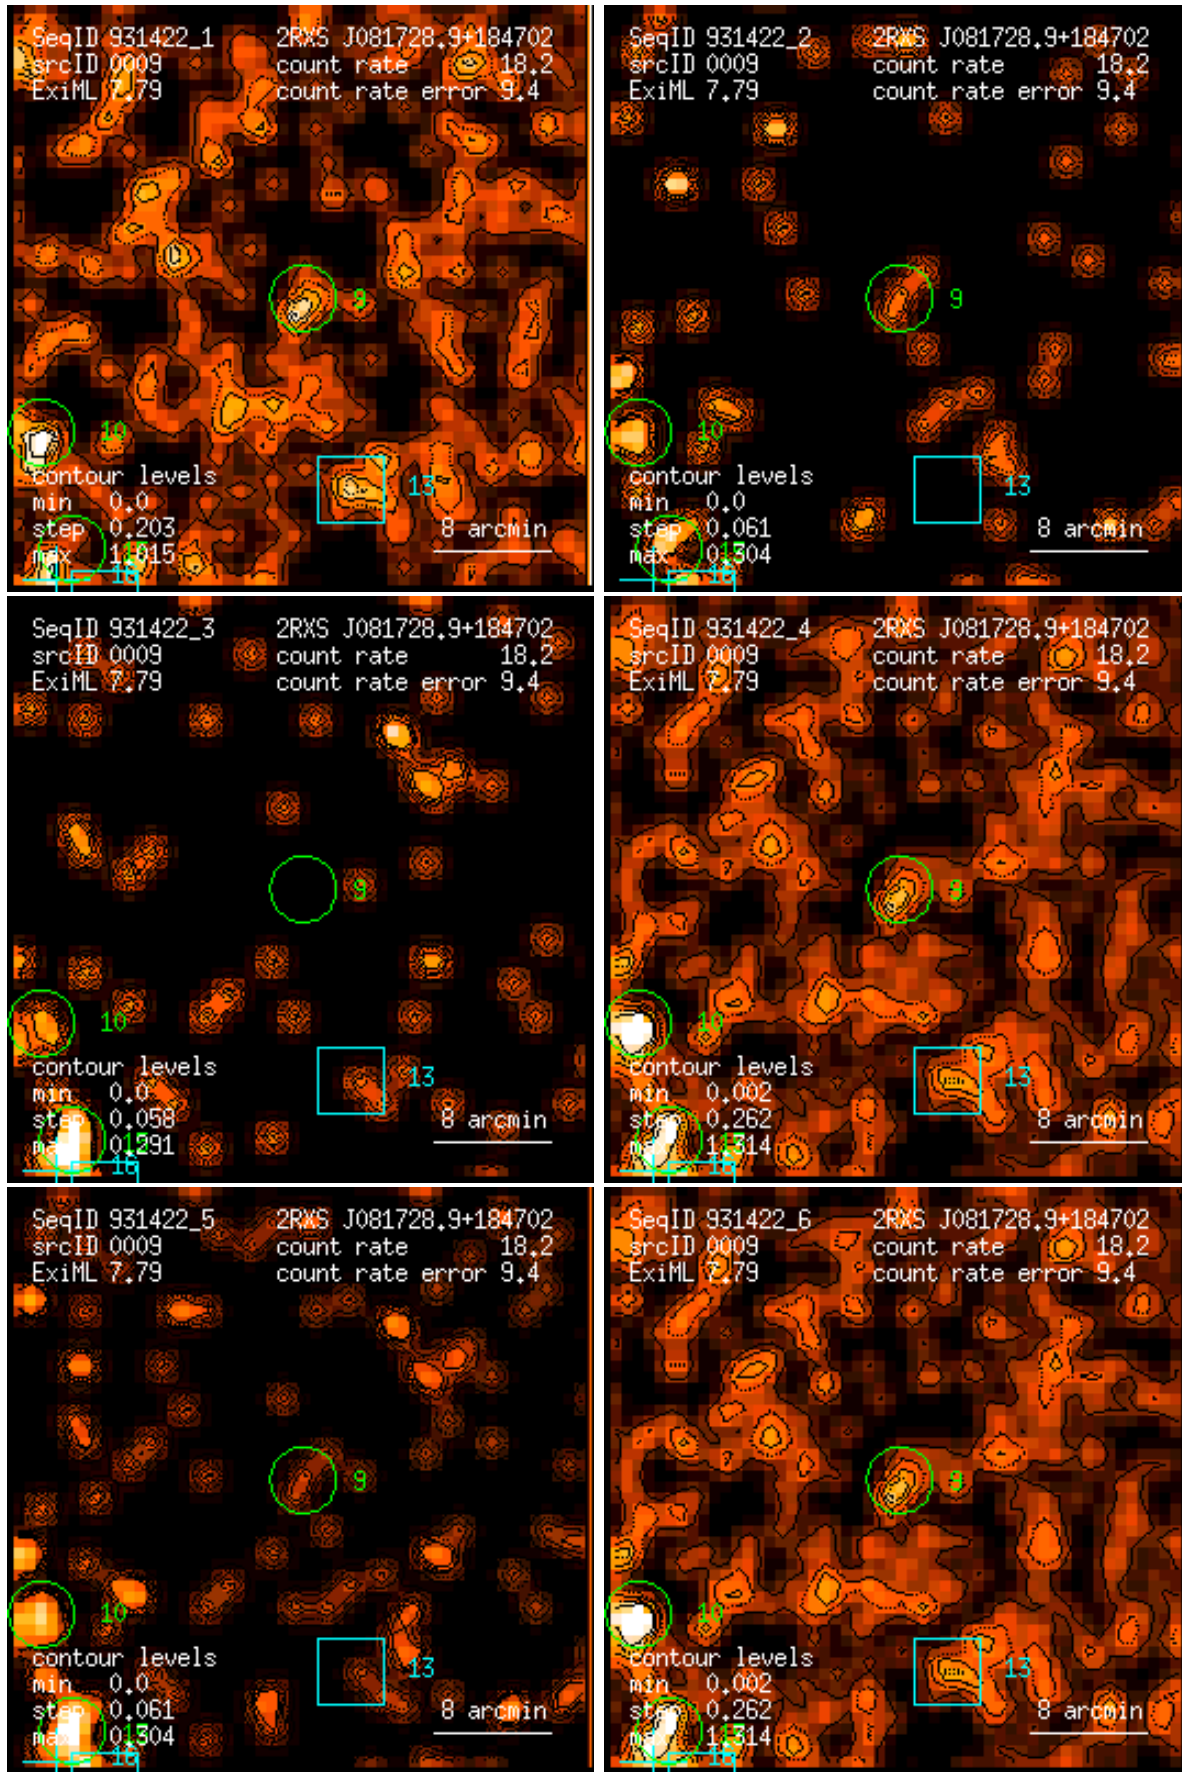 SeqID 931422_1 2RXS J081728.9+184702
srcID 0009 count rate 18.2
ExiML 7.79 count rate error 9.4
9
10
contour levels
min 0.0
13
step 0.203
8 arcmin
max 1.015
SeqID 931422_2 2RXS J081728.9+184702
srcID 0009 count rate 18.2
ExiML 7.79 count rate error 9.4
9
10
contour levels
min 0.0
13
step 0.061
8 arcmin
max 0.304
SeqID 931422_3 2RXS J081728.9+184702
srcID 0009 count rate 18.2
ExiML 7.79 count rate error 9.4
9
10
contour levels
min 0.0
13
step 0.058
8 arcmin
max 0.291
SeqID 931422_4 2RXS J081728.9+184702
srcID 0009 count rate 18.2
ExiML 7.79 count rate error 9.4
9
10
contour levels
min 0.002
13
step 0.262
8 arcmin
max 1.314
SeqID 931422_5 2RXS J081728.9+184702
srcID 0009 count rate 18.2
ExiML 7.79 count rate error 9.4
9
10
contour levels
min 0.0
13
step 0.061
8 arcmin
max 0.304
SeqID 931422_6 2RXS J081728.9+184702
srcID 0009 count rate 18.2
ExiML 7.79 count rate error 9.4
9
10
contour levels
min 0.002
13
step 0.262
8 arcmin
max 1.314